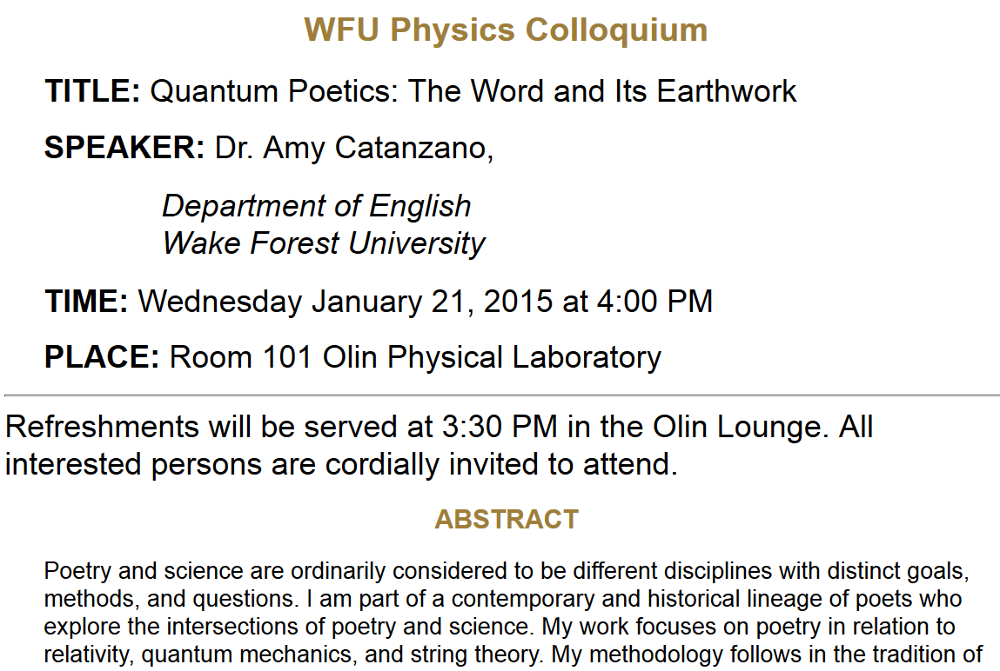 WFU Physics Colloquium
TITLE: Quantum Poetics: The Word and Its Earthwork
SPEAKER: Dr. Amy Catanzano,
Department of English
Wake Forest University
TIME: Wednesday January 21, 2015 at 4:00 PM
PLACE: Room 101 Olin Physical Laboratory
Refreshments will be served at 3:30 PM in the Olin Lounge. All
interested persons are cordially invited to attend.
ABSTRACT
Poetry and science are ordinarily considered to be different disciplines with distinct goals,
methods, and questions. I am part of a contemporary and historical lineage of poets who
explore the intersections of poetry and science. My work focuses on poetry in relation to
relativity, quantum mechanics, and string theory. My methodology follows in the tradition of